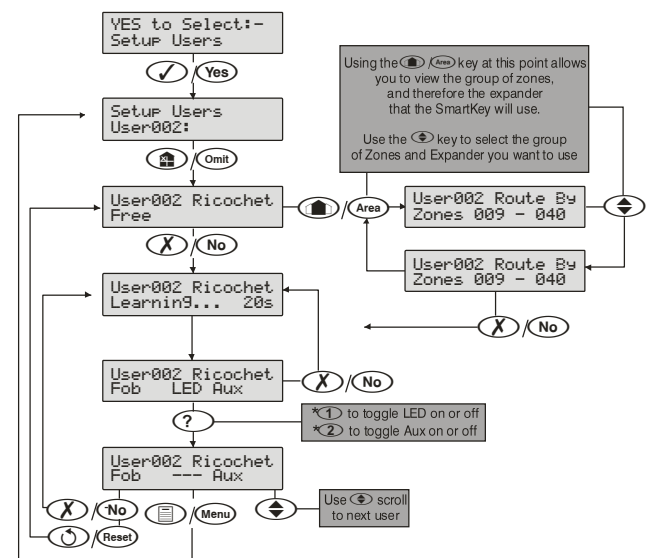 YES to Select:-
Setup Users
✓ / Yes
Using the / Area key at this point allows
you to view the group of zones,
and therefore the expander
that the SmartKey will use.
Use the key to select the group
of Zones and Expander you want to use
Setup Users
User002:
/ Omit
User002 Ricochet
Free
/ Area
User002 Route By
Zones 009 - 040
X / No
User002 Route By
Zones 009 - 040
User002 Ricochet
Learning... 20s
X / No
User002 Ricochet
Fob LED Aux
X / No
?
*1 to toggle LED on or off
*2 to toggle Aux on or off
User002 Ricochet
Fob --- Aux
X / No
/ Menu
Use scroll
to next user
/ Reset